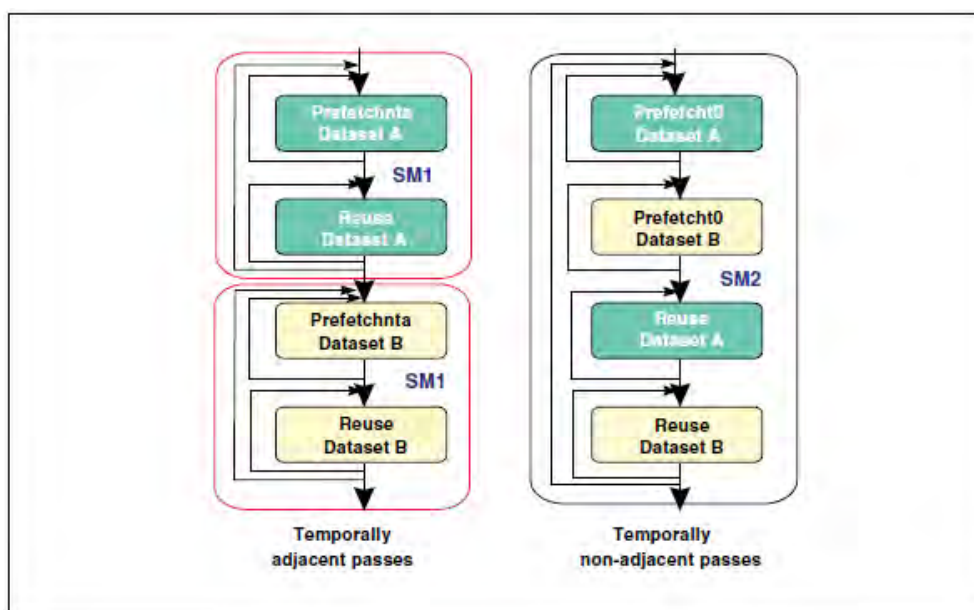 Prefetchnta
Dataset A
SM1
Reuse
Dataset A
Prefetchnta
Dataset B
SM1
Reuse
Dataset B
Temporally
adjacent passes
Prefetcht0
Dataset A
Prefetcht0
Dataset B
SM2
Reuse
Dataset A
Reuse
Dataset B
Temporally
non-adjacent passes